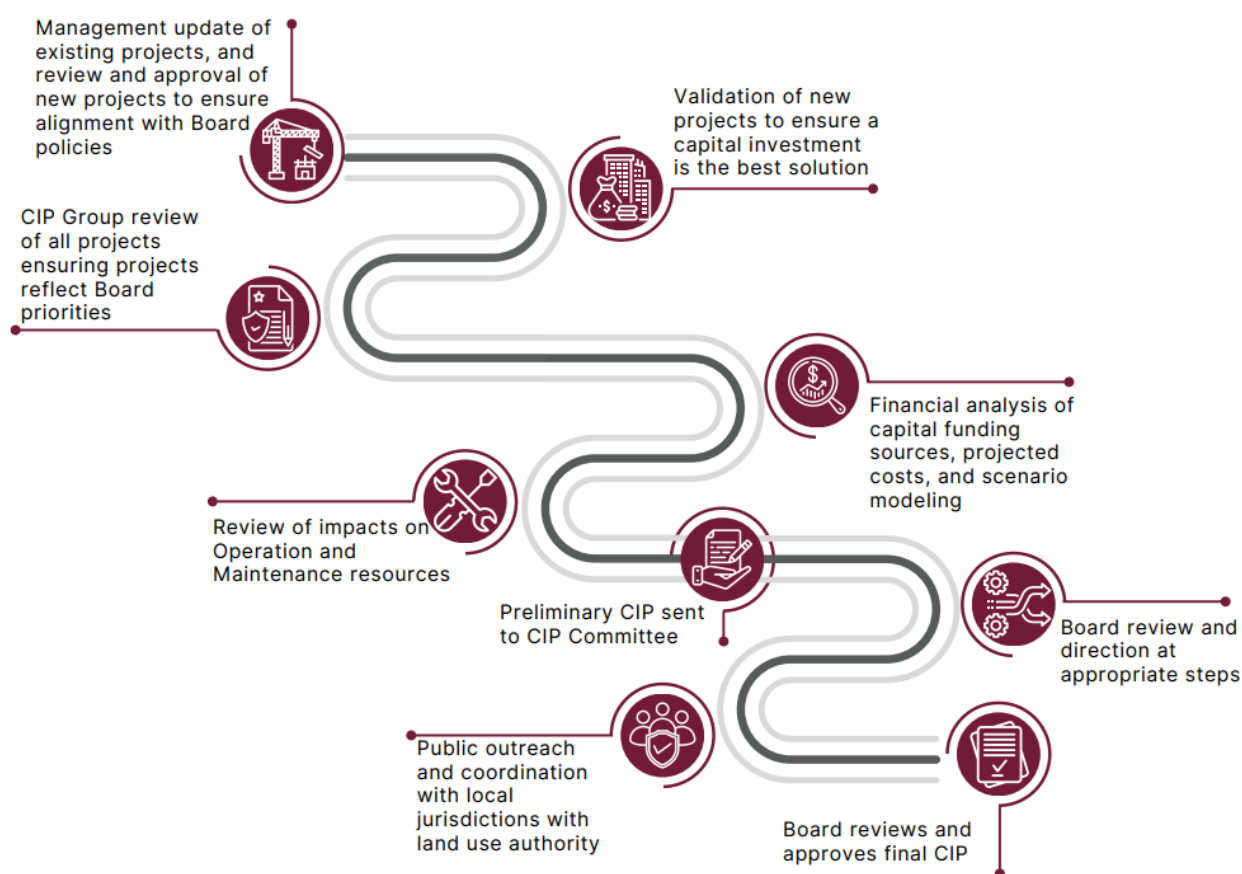 Management update of
existing projects, and
review and approval of
new projects to ensure
alignment with Board
policies
Validation of new
projects to ensure a
capital investment
is the best solution
CIP Group review
of all projects
ensuring projects
reflect Board
priorities
Financial analysis of
capital funding
sources, projected
costs, and scenario
modeling
Review of impacts on
Operation and
Maintenance resources
Preliminary CIP sent
to CIP Committee
Board review and
direction at
appropriate steps
Public outreach
and coordination
with local
jurisdictions with
land use authority
Board reviews and
approves final CIP